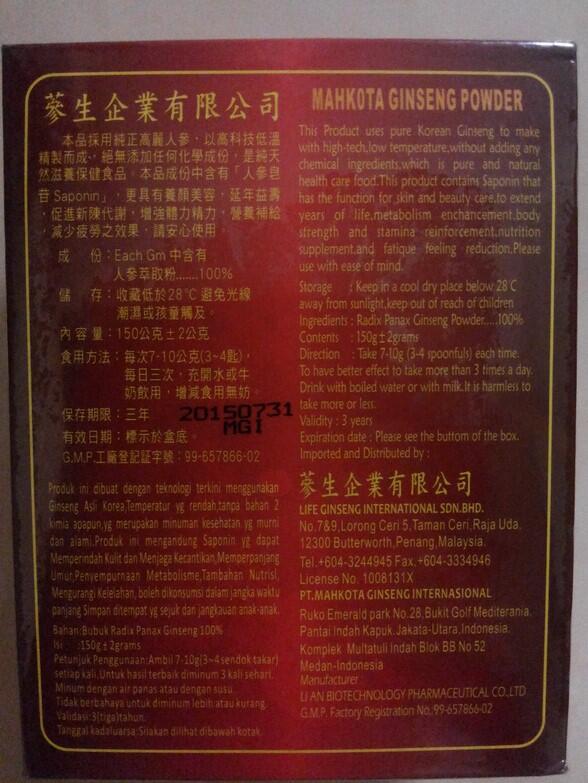 蔘生企業有限公司
本品採用純正高麗人參，以高科技低溫
精製而成，絕無添加任何化學成份，是純天
然滋養保健食品。本品成份中含有「人參皂
苷Saponin」，更具有養顏美容，延年益壽
，促進新陳代謝，增強體力精力，營養補給
，減少疲勞之效果，請安心使用。
成 份：Each Gm 中含有
人參萃取粉.......100%
儲 存：收藏低於28℃避免光線
潮濕或孩童觸及。
內容量：150公克±2公克
食用方法：每次7-10公克(3~4匙)，
每日三次，充開水或牛
奶飲用，增減食用無妨。
保存期限：三年
20150731
MGI
有效日期：標示於盒底。
G.M.P.工廠登記証字號：99-657866-02
Produk ini dibuat dengan teknologi terkini menggunakan
Ginseng Asli Korea,Temperatur yg rendah,tanpa bahan 2
kimia apapun,yg merupakan minuman kesehatan yg murni
dan alami.Produk ini mengandung Saponin yg dapat
Memperindah Kulit dan Menjaga Kecantikan,Memperpanjang
Umur,Penyempurnaan Metabolisme,Tambahan Nutrisl,
Mengurangi Kelelahan, boleh dikonsumsi dalam jangka waktu
panjang Simpan ditempat yg sejuk dan jangkauan anak-anak.
Bahan:Bubuk Radix Panax Ginseng 100%
Isi :150g±2grams
Petunjuk Penggunaan:Ambil 7-10g(3~4 sendok takar)
setiap kali.Untuk hasil terbaik diminum 3 kali sehari.
Minum dengan air panas atau dengan susu.
Tidak berbahaya untuk diminum lebih atau kurang.
Validasi:3(tiga)tahun.
Tanggal kadaluarsa:Silakan dilihat dibawah kotak.
MAHKOTA GINSENG POWDER
This Product uses pure Korean Ginseng to make
with high-tech,low temperature,without adding any
chemical ingredients,which is pure and natural
health care food.This product contains Saponin that
has the function for skin and beauty care,to extend
years of life,metabolism enchancement,body
strength and stamina reinforcement,nutrition
supplement,and fatique feeling reduction.Please
use with ease of mind.
Storage : Keep in a cool dry place below 28 C
away from sunlight,keep out of reach of children
Ingredients : Radix Panax Ginseng Powder.....100%
Contents : 150g±2grams
Direction : Take 7-10g (3-4 spoonfuls) each time.
To have better effect to take more than 3 times a day.
Drink with boiled water or with milk.It is harmless to
take more or less.
Validity : 3 years
Expiration date : Please see the buttom of the box.
Imported and Distributed by :
蔘生企業有限公司
LIFE GINSENG INTERNATIONAL SDN.BHD.
No.7&9,Lorong Ceri 5,Taman Ceri,Raja Uda,
12300 Butterworth,Penang,Malaysia.
Tel.+604-3244945 Fax.+604-3334946
License No. 1008131X
PT.MAHKOTA GINSENG INTERNASIONAL
Ruko Emerald park No.28,Bukit Golf Mediterania.
Pantai Indah Kapuk.Jakata-Utara,Indonesia.
Komplek Multatuli Indah Blok BB No 52
Medan-Indonesia
Manufacturer
LI AN BIOTECHNOLOGY PHARMACEUTICAL CO.,LTD
G.M.P. Factory Registration No.:99-657866-02